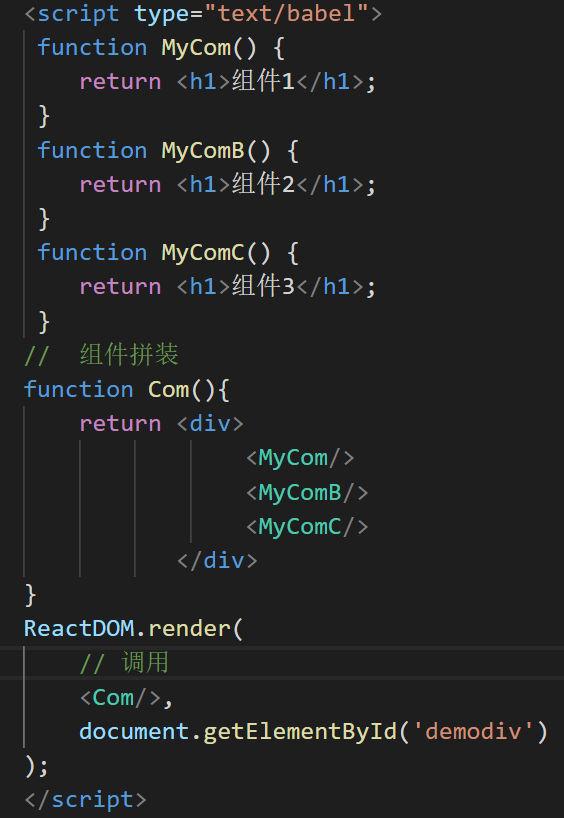 <script type="text/babel">
function MyCom() {
return <h1>组件1</h1>;
}
function MyComB() {
return <h1>组件2</h1>;
}
function MyComC() {
return <h1>组件3</h1>;
}
// 组件拼装
function Com(){
return <div>
<MyCom/>
<MyComB/>
<MyComC/>
</div>
}
ReactDOM.render(
// 调用
<Com/>,
document.getElementById('demodiv')
);
</script>